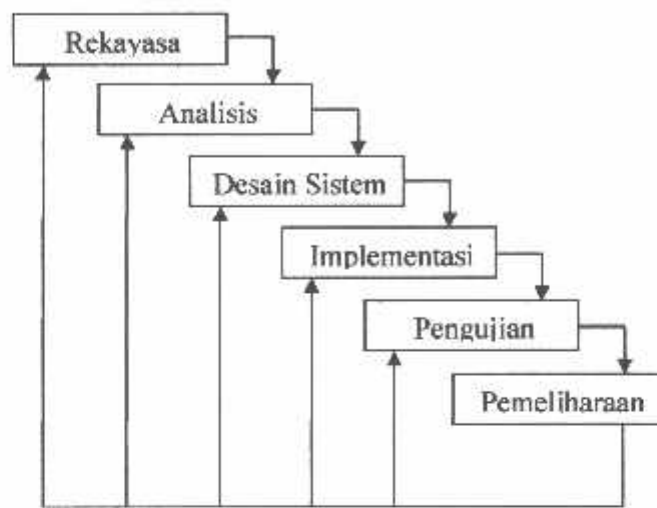 Rekayasa
Analisis
Desain Sistem
Implementasi
Pengujian
Pemeliharaan